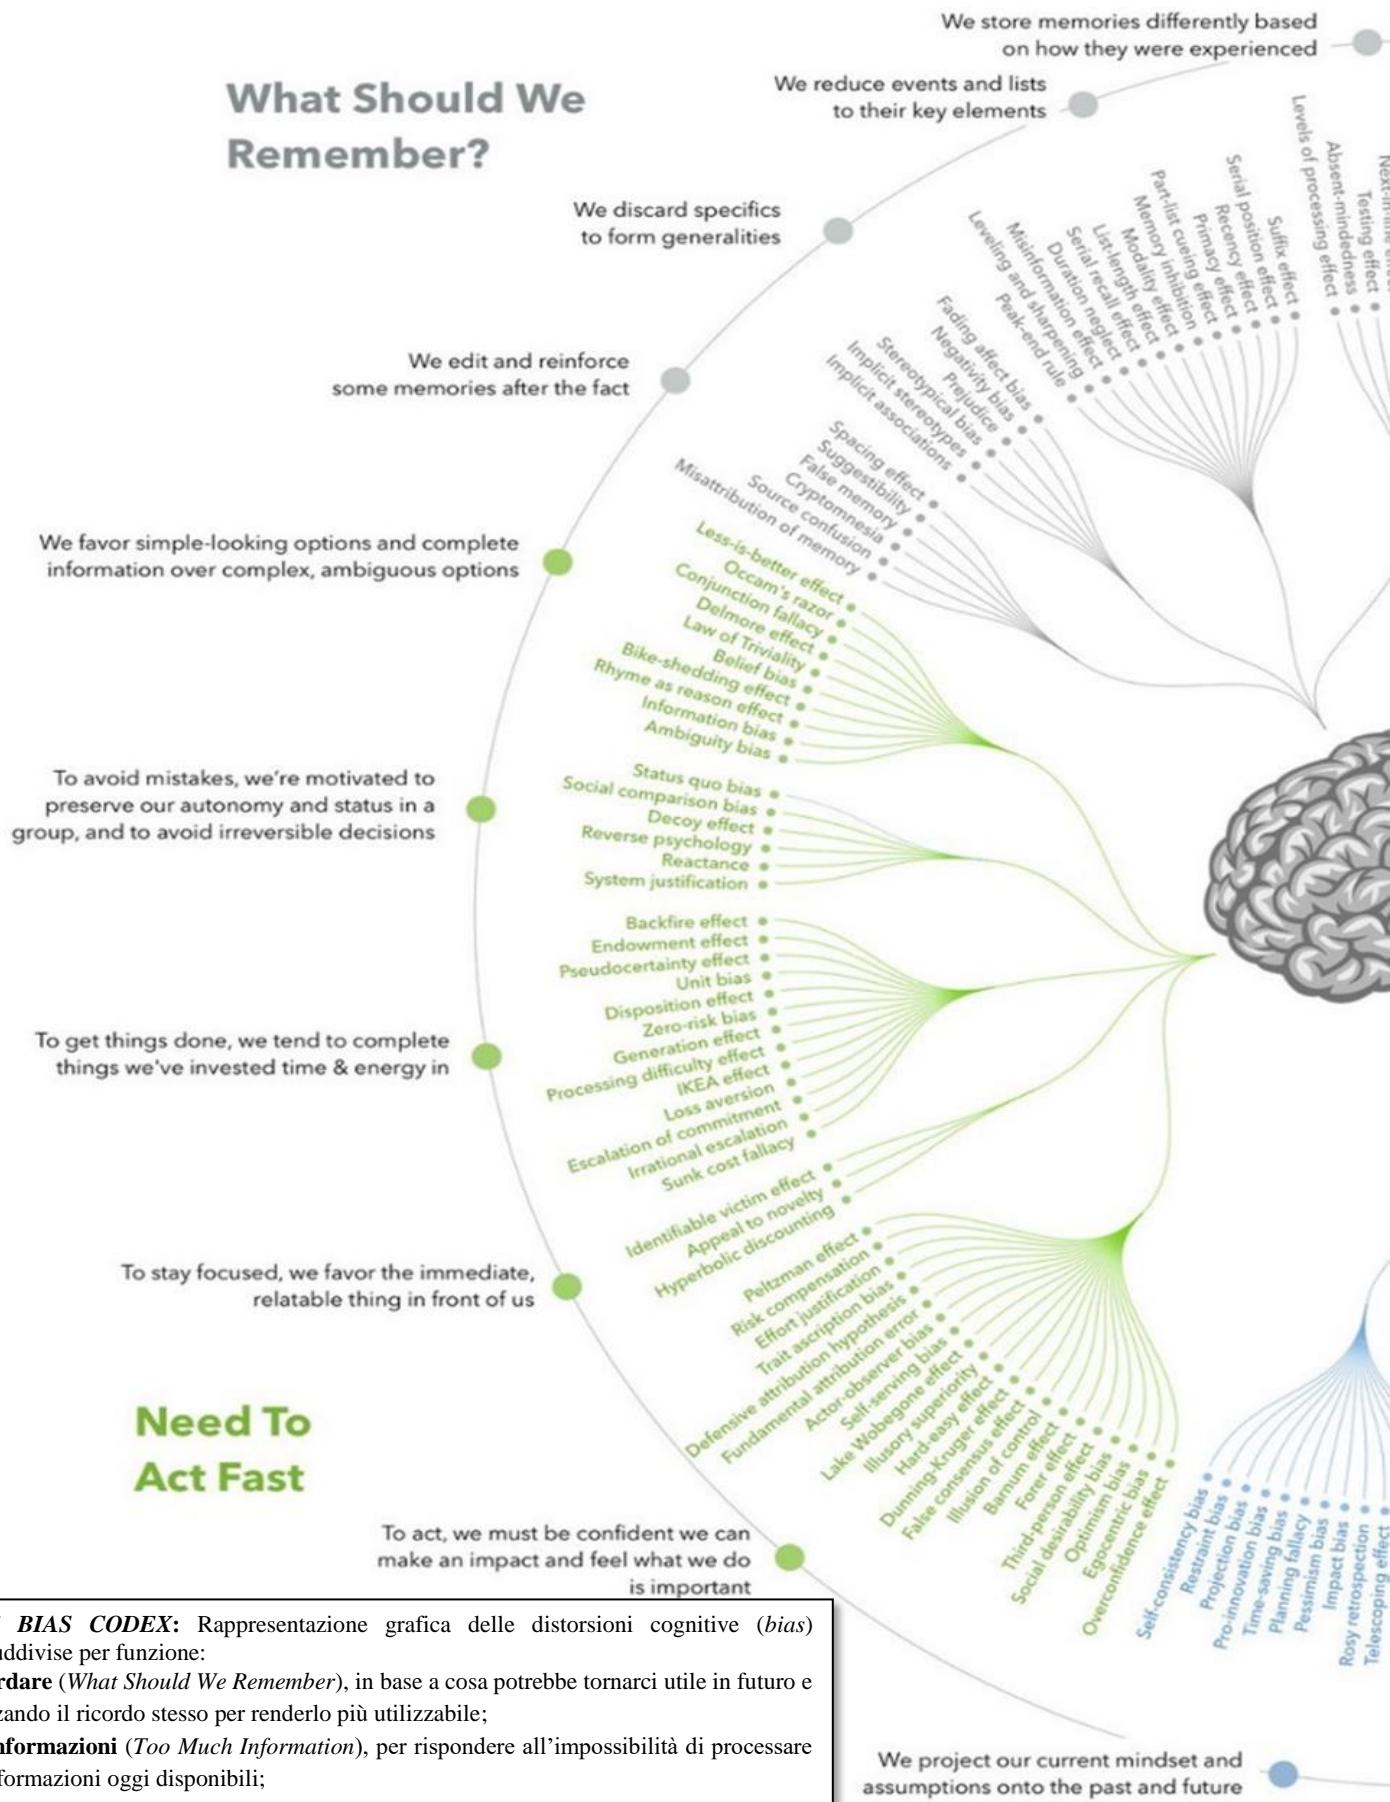 We store memories differently based
on how they were experienced
What Should We
Remember?
We reduce events and lists
to their key elements
We discard specifics
to form generalities
We edit and reinforce
some memories after the fact
We favor simple-looking options and complete
information over complex, ambiguous options
To avoid mistakes, we're motivated to
preserve our autonomy and status in a
group, and to avoid irreversible decisions
To get things done, we tend to complete
things we've invested time & energy in
To stay focused, we favor the immediate,
relatable thing in front of us
Need To
Act Fast
To act, we must be confident we can
make an impact and feel what we do
is important
We project our current mindset and
assumptions onto the past and future
Testing effect
Absent-mindedness
Levels of processing effect
Suffix effect
Serial position effect
Recency effect
Primacy effect
Part-list cueing effect
Memory inhibition
Modality effect
List-length effect
Serial recall effect
Duration neglect
Misinformation effect
Leveling and sharpening
Peak-end rule
Fading affect bias
Negativity bias
Prejudice
Stereotypical bias
Implicit stereotypes
Implicit associations
Spacing effect
Suggestibility
False memory
Cryptomnesia
Source confusion
Misattribution of memory
Less-is-better effect
Occam's razor
Conjunction fallacy
Delmore effect
Law of Triviality
Belief bias
Bike-shedding effect
Rhyme as reason effect
Information bias
Ambiguity bias
Status quo bias
Social comparison bias
Decoy effect
Reverse psychology
Reactance
System justification
Backfire effect
Endowment effect
Pseudocertainty effect
Unit bias
Disposition effect
Zero-risk bias
Generation effect
Processing difficulty effect
IKEA effect
Loss aversion
Escalation of commitment
Irrational escalation
Sunk cost fallacy
Identifiable victim effect
Appeal to novelty
Hyperbolic discounting
Peltzman effect
Risk compensation
Effort justification
Trait ascription bias
Defensive attribution hypothesis
Fundamental attribution error
Actor-observer bias
Self-serving bias
Lake Wobegone effect
Illusory superiority
Hard-easy effect
Dunning-Kruger effect
False consensus effect
Illusion of control
Barnum effect
Forer effect
Third-person effect
Social desirability bias
Optimism bias
Egocentric bias
Overconfidence effect
Self-consistency bias
Restraint bias
Projection bias
Pro-innovation bias
Time-saving bias
Planning fallacy
Pessimism bias
Impact bias
Rosy retrospection
Telescoping effect
BIAS CODEX: Rappresentazione grafica delle distorsioni cognitive (bias)
uddivise per funzione:
rdare (What Should We Remember), in base a cosa potrebbe tornarci utile in futuro e
zando il ricordo stesso per renderlo più utilizzabile;
nformazioni (Too Much Information), per rispondere all'impossibilità di processare
formazioni oggi disponibili;